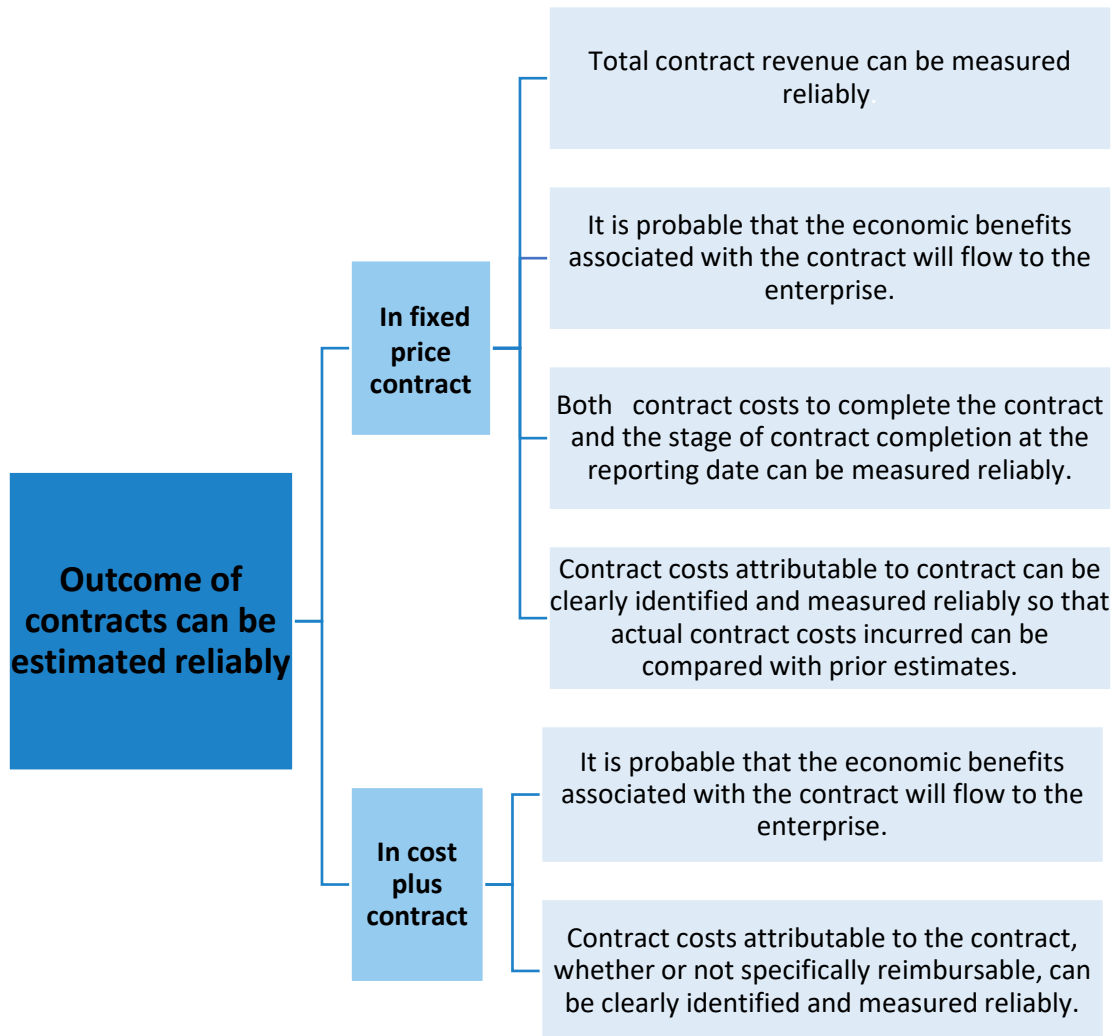 Outcome of
contracts can be
estimated reliably
In fixed
price
contract
Total contract revenue can be measured
reliably.
It is probable that the economic benefits
associated with the contract will flow to the
enterprise.
Both contract costs to complete the contract
and the stage of contract completion at the
reporting date can be measured reliably.
Contract costs attributable to contract can be
clearly identified and measured reliably so that
actual contract costs incurred can be
compared with prior estimates.
In cost
plus
contract
It is probable that the economic benefits
associated with the contract will flow to the
enterprise.
Contract costs attributable to the contract,
whether or not specifically reimbursable, can
be clearly identified and measured reliably.